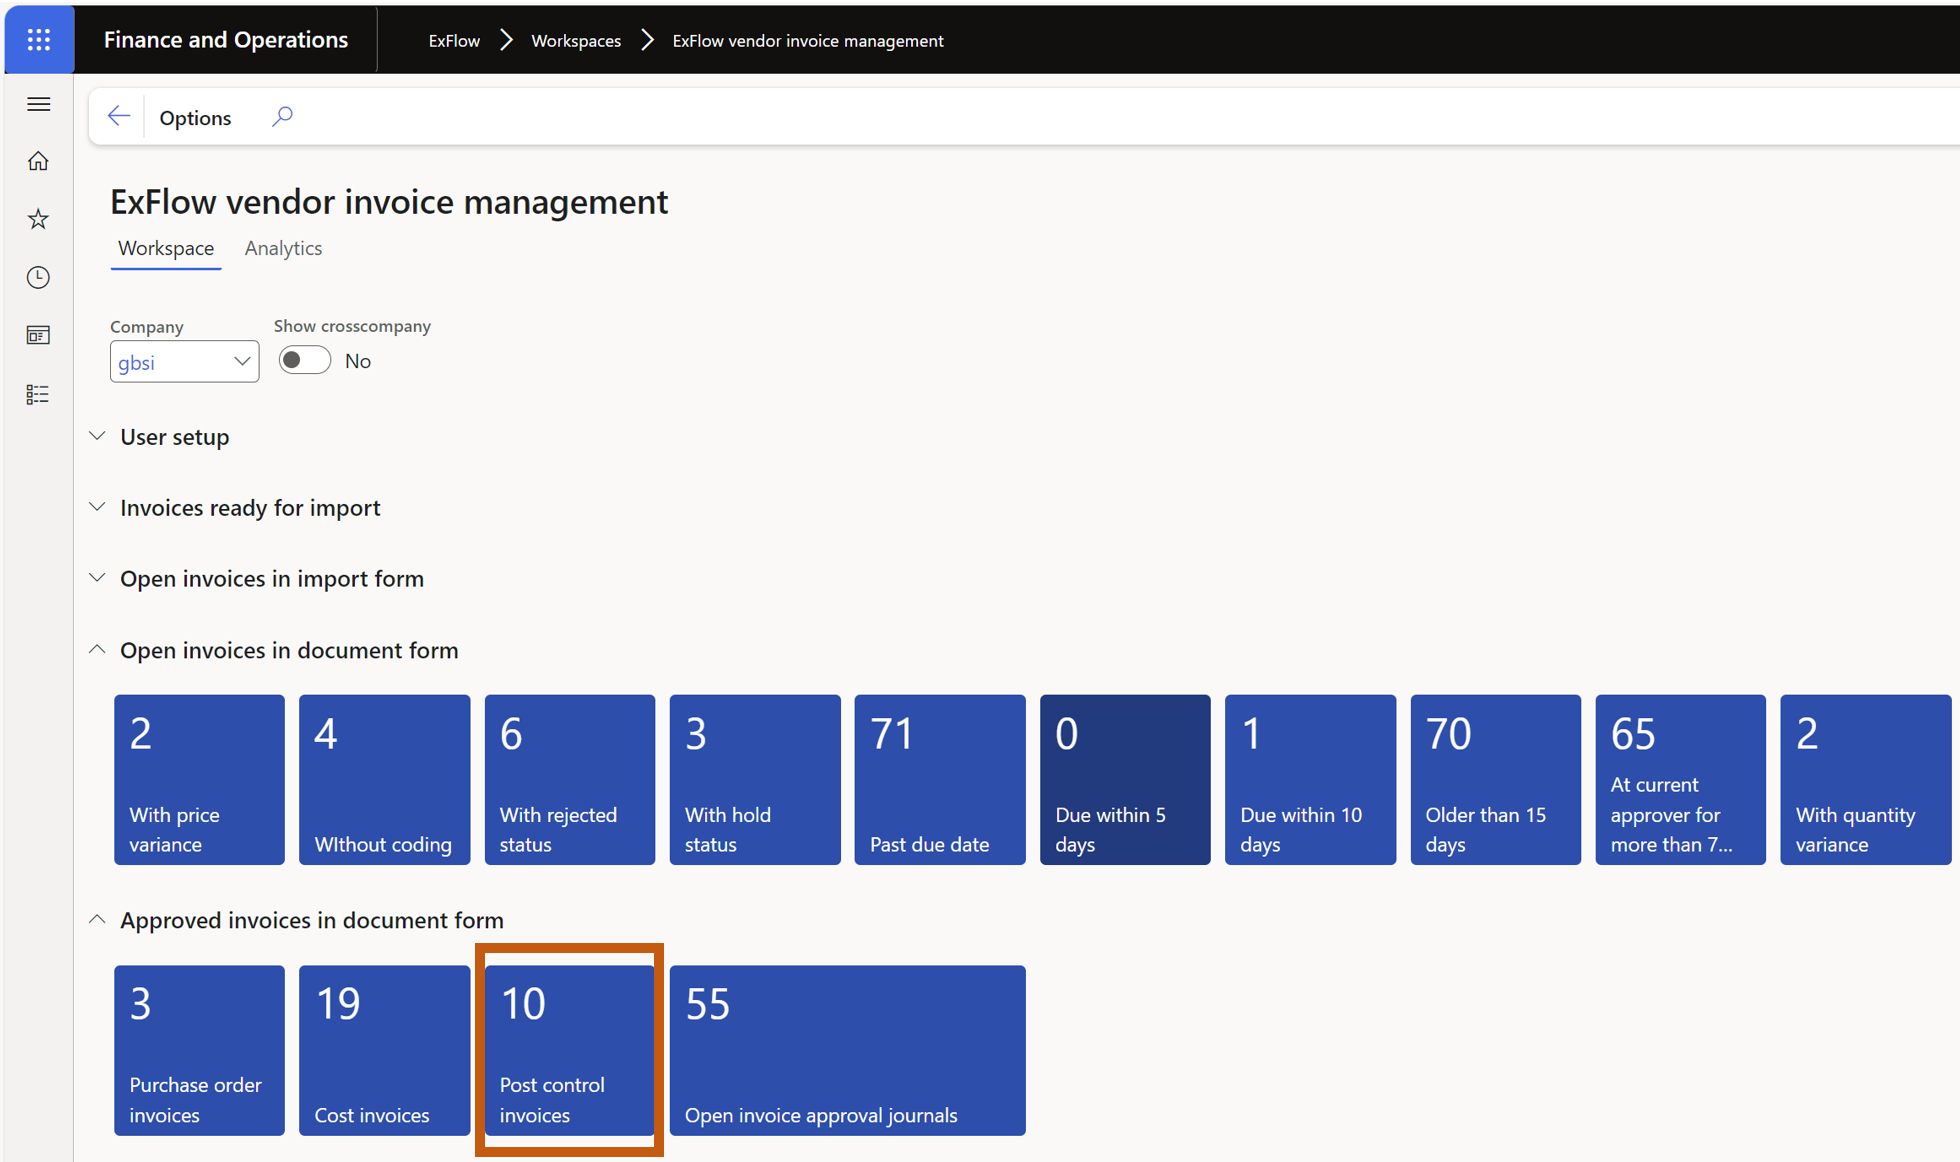 Finance and Operations
ExFlow
Workspaces
ExFlow vendor invoice management
Options
ExFlow vendor invoice management
Workspace
Analytics
Company
Show crosscompany
gbsi
No
User setup
Invoices ready for import
Open invoices in import form
Open invoices in document form
2
With price
variance
4
WIthout coding
6
With rejected
status
3
With hold
status
71
Past due date
0
Due within 5
days
1
Due within 10
days
70
Older than 15
days
65
At current
approver for
more than 7...
2
With quantity
variance
Approved invoices in document form
3
Purchase order
invoices
19
Cost invoices
10
Post control
invoices
55
Open invoice approval journals